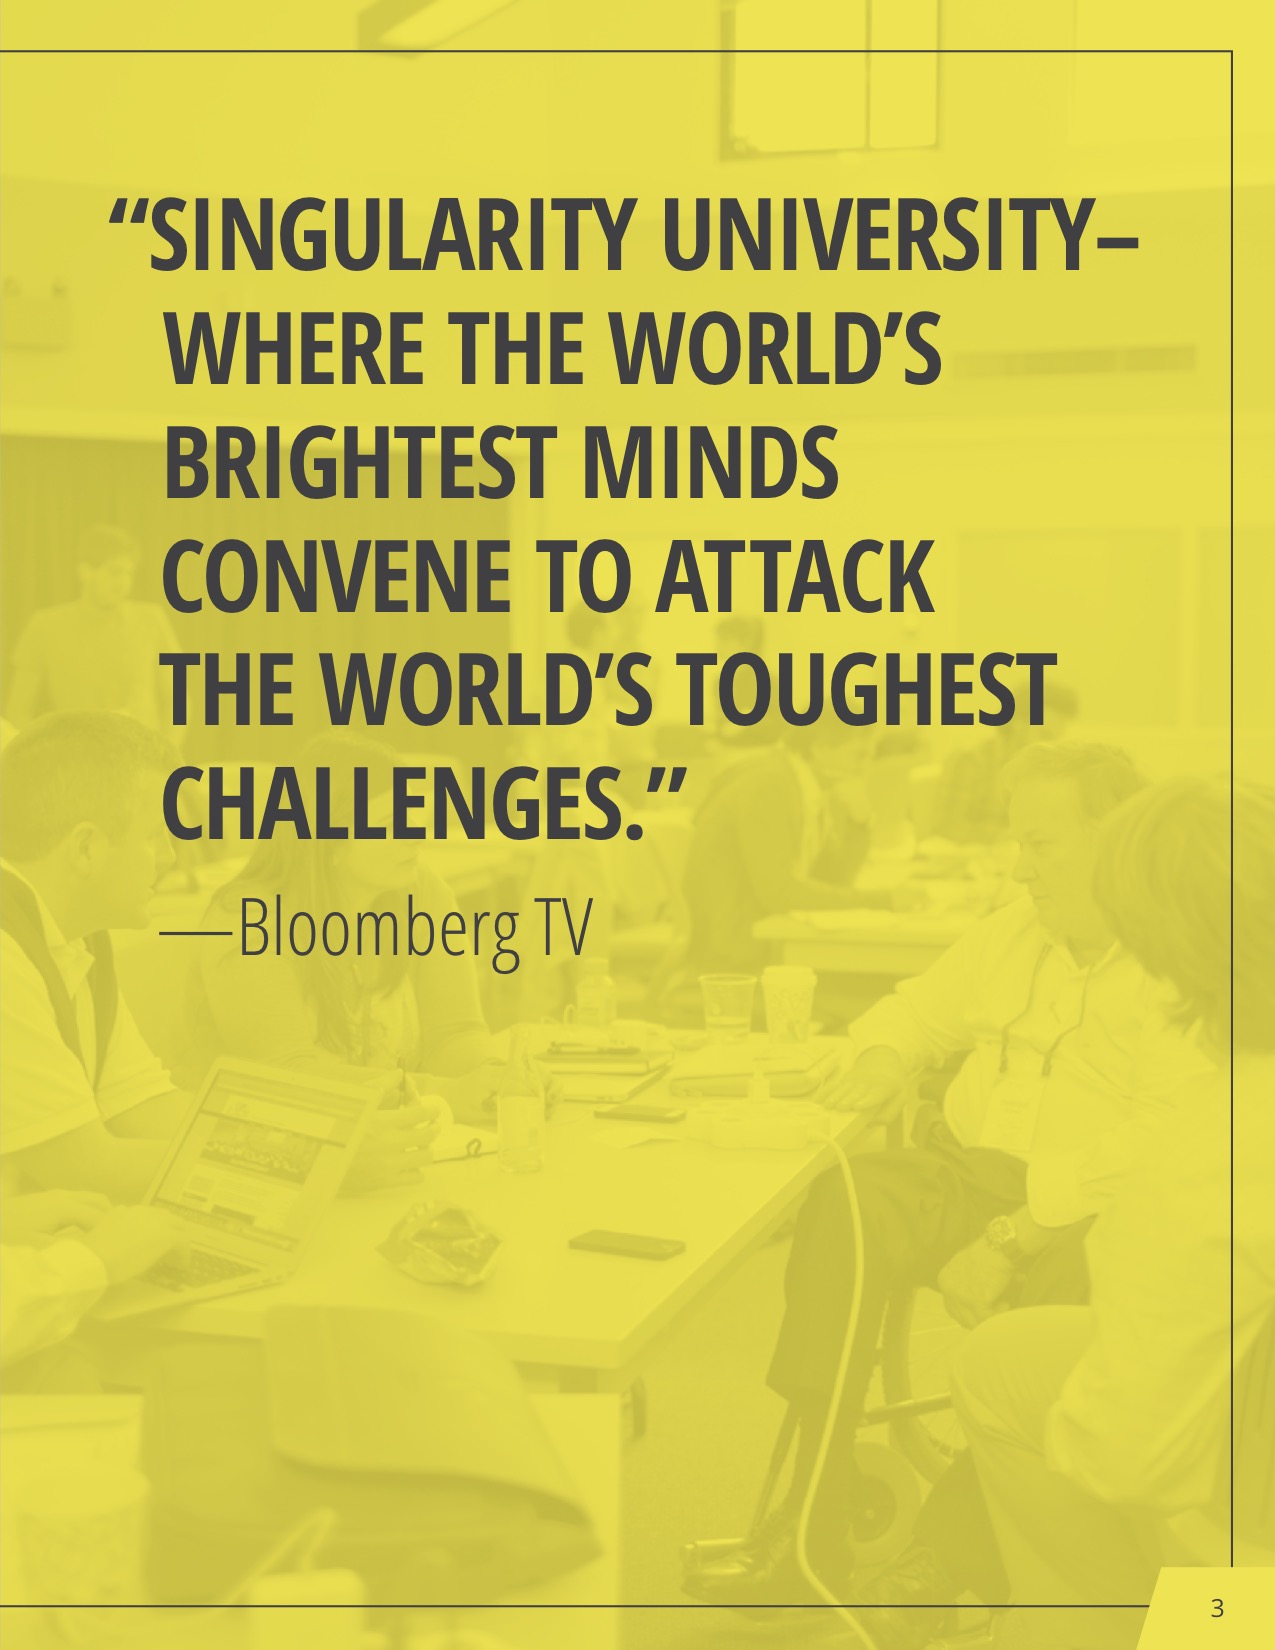 “SINGULARITY UNIVERSITY–
WHERE THE WORLD’S
BRIGHTEST MINDS
CONVENE TO ATTACK
THE WORLD’S TOUGHEST
CHALLENGES.”
—Bloomberg TV
3